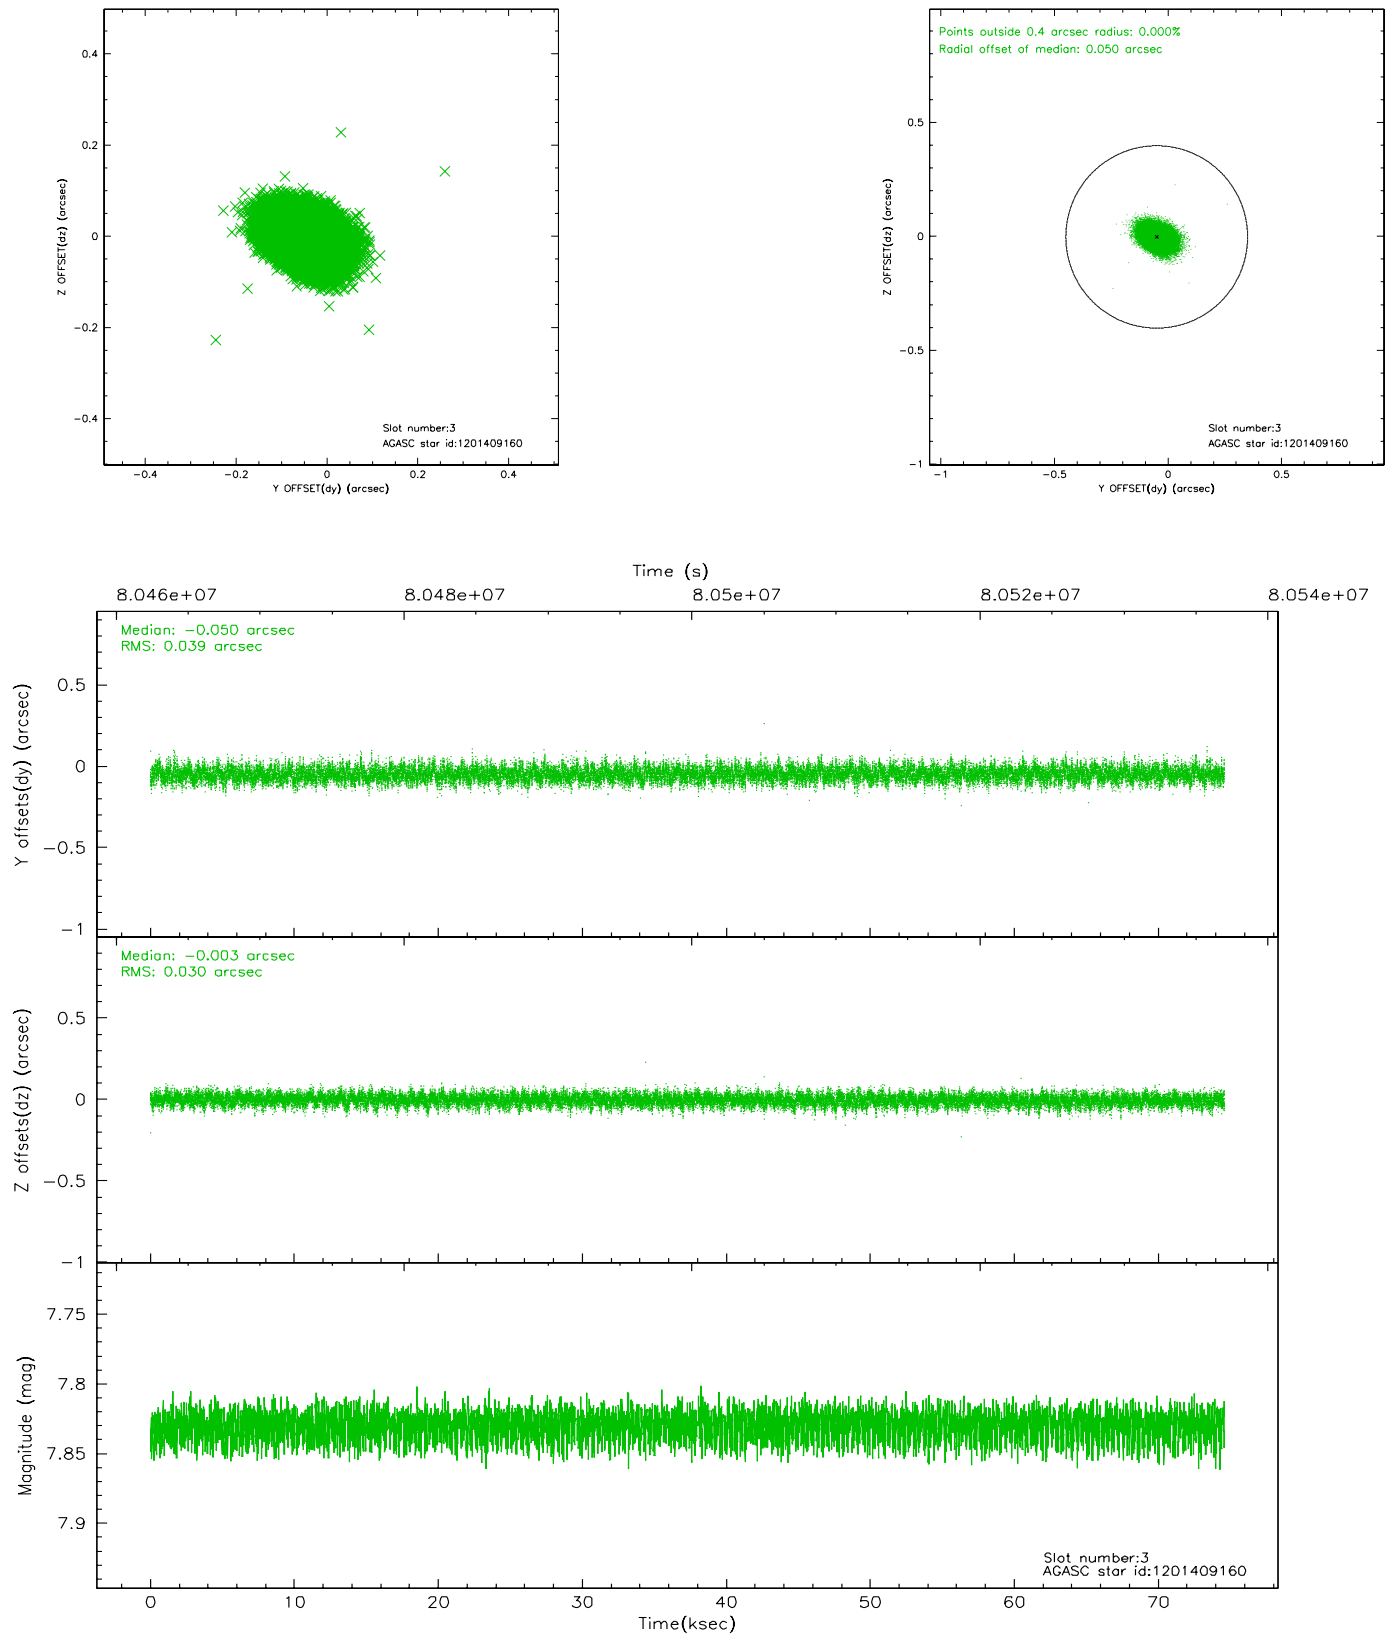 0.4
0.2
0
−0.2
−0.4
Z OFFSET(dz) (arcsec)
Slot number:3
AGASC star id:1201409160
−0.4 −0.2 0 0.2 0.4
Y OFFSET(dy) (arcsec)
Points outside 0.4 arcsec radius: 0.000%
Radial offset of median: 0.050 arcsec
0.5
0
−0.5
−1
Z OFFSET(dz) (arcsec)
Slot number:3
AGASC star id:1201409160
−1 −0.5 0 0.5
Y OFFSET(dy) (arcsec)
Time (s)
8.046e+07 8.048e+07 8.05e+07 8.052e+07 8.054e+07
Median: −0.050 arcsec
RMS: 0.039 arcsec
0.5
0
−0.5
−1
Y offsets(dy) (arcsec)
Median: −0.003 arcsec
RMS: 0.030 arcsec
0.5
0
−0.5
−1
Z offsets(dz) (arcsec)
7.75
7.8
7.85
7.9
Magnitude (mag)
Slot number:3
AGASC star id:1201409160
0 10 20 30 40 50 60 70
Time(ksec)